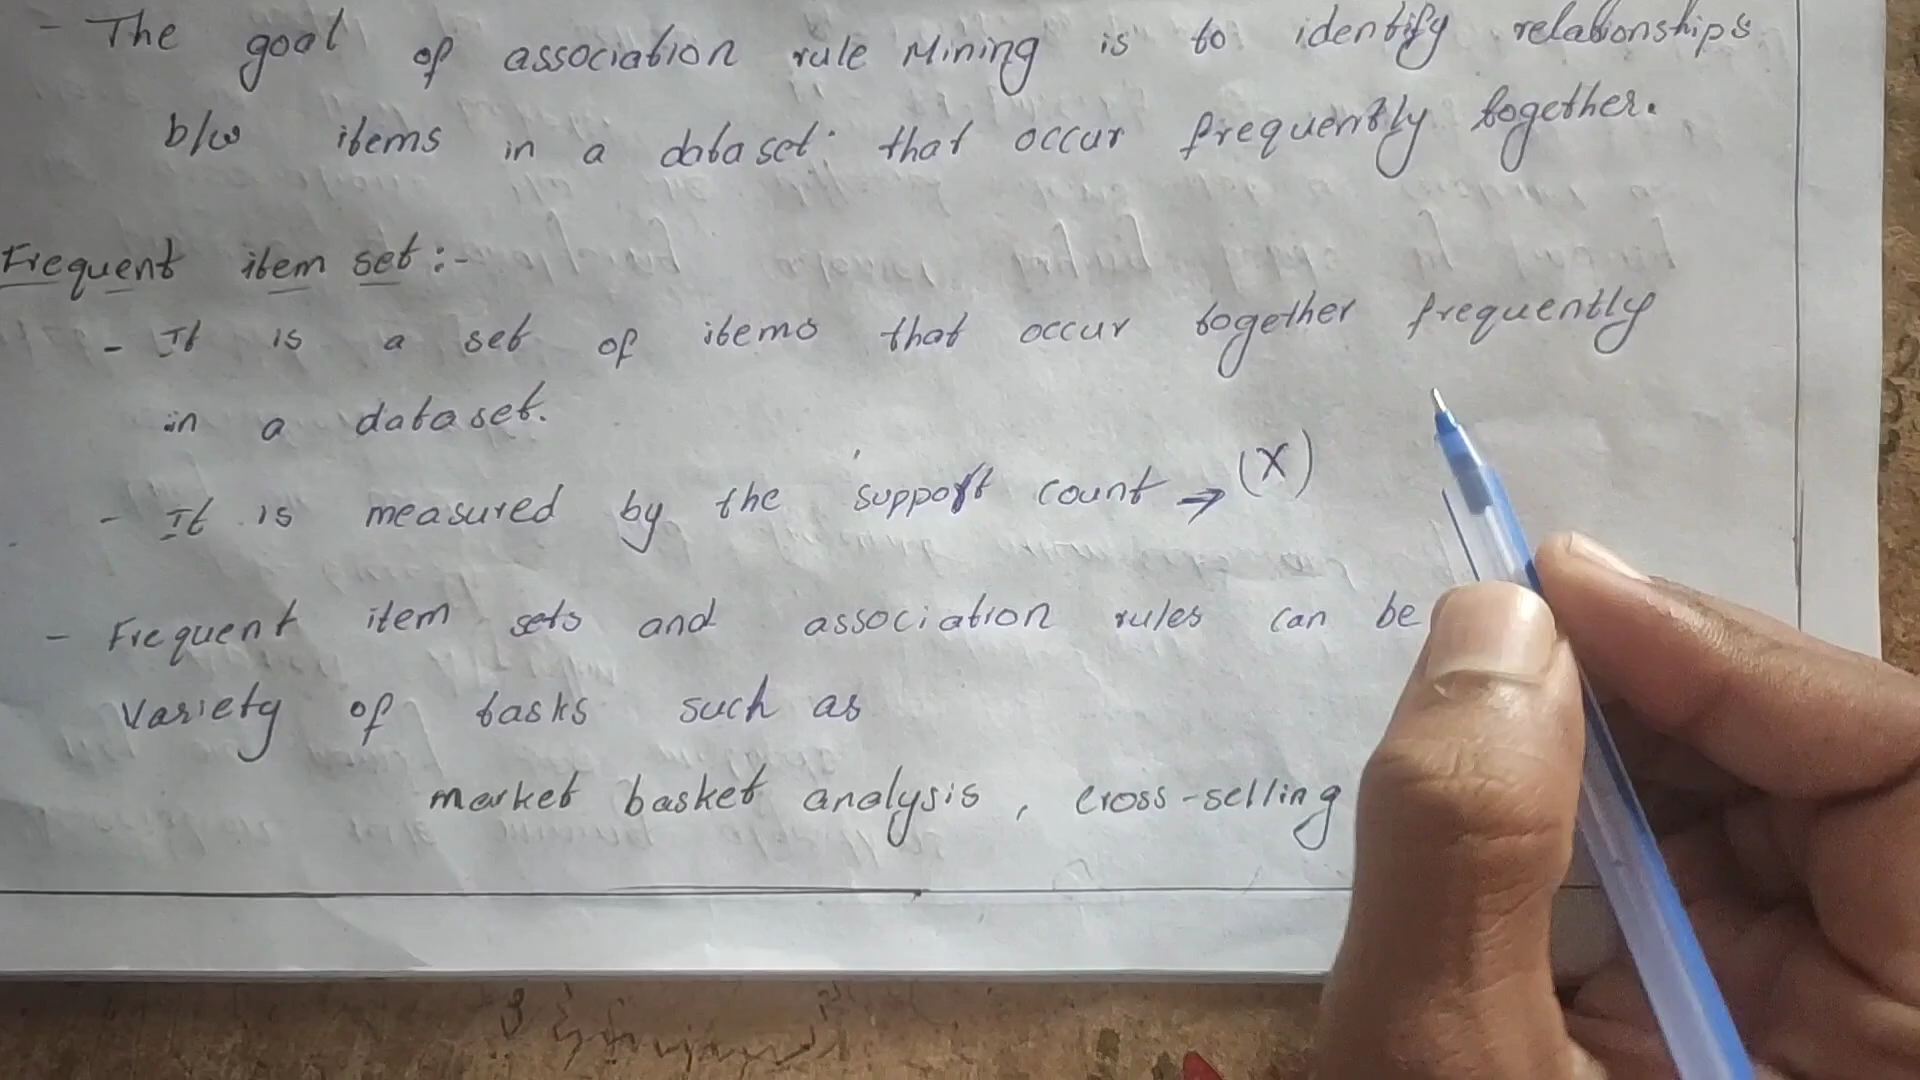 - The goal of association rule Mining is to identify relationships
b/w items in a dataset that occur frequently together.
Frequent item set :-
- It is a set of items that occur together frequently
in a dataset.
- It is measured by the support count → (X)
- Frequent item sets and association rules can be
variety of tasks such as
market basket analysis, cross-selling